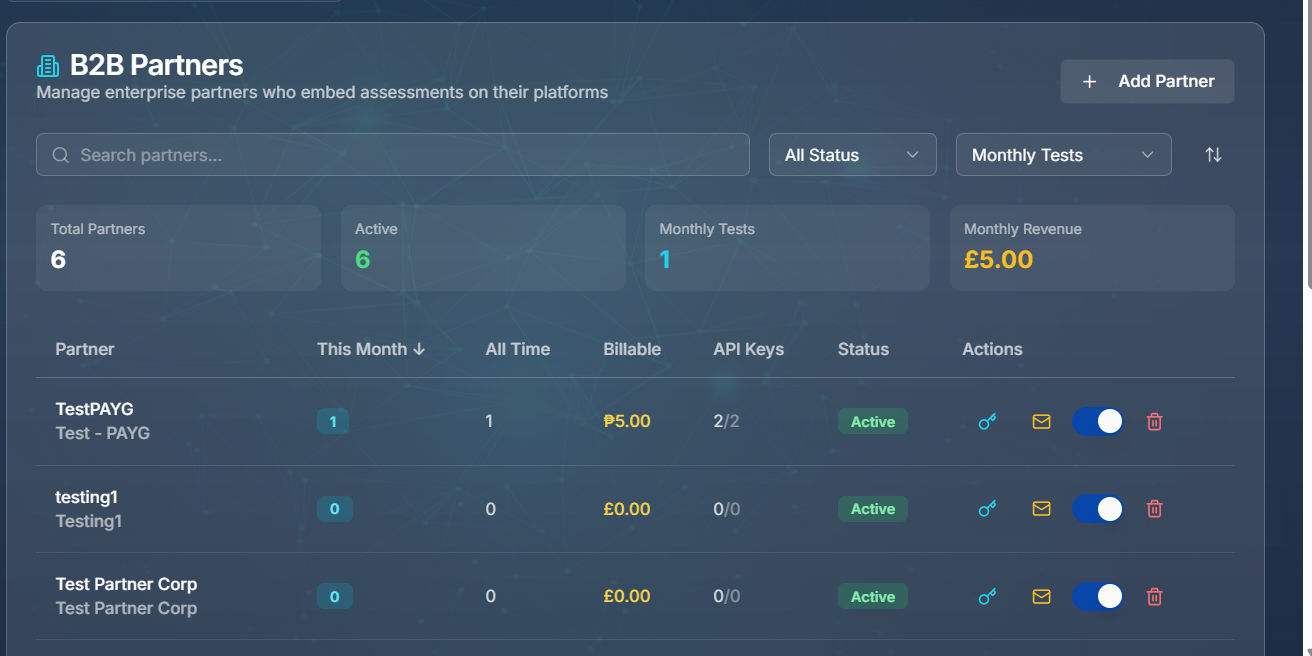 B2B Partners
Manage enterprise partners who embed assessments on their platforms
+ Add Partner
Search partners...
All Status
Monthly Tests
Total Partners
6
Active
6
Monthly Tests
1
Monthly Revenue
£5.00
Partner This Month ↓ All Time Billable API Keys Status Actions
TestPAYG
Test - PAYG
1 1 ₱5.00 2/2 Active
testing1
Testing1
0 0 £0.00 0/0 Active
Test Partner Corp
Test Partner Corp
0 0 £0.00 0/0 Active